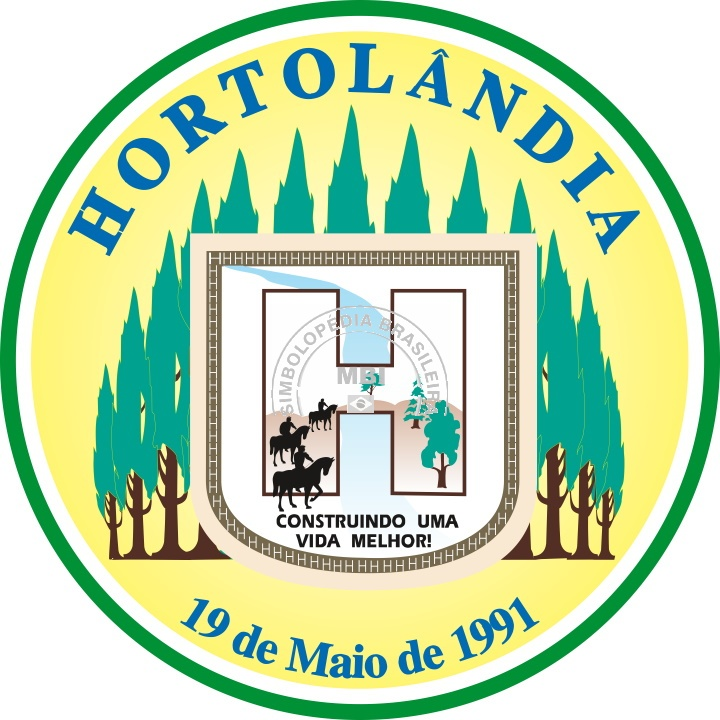 HORTOLÂNDIA
SIMBOLOPÉDIA BRASILEIRA
MBI
H
CONSTRUINDO UMA
VIDA MELHOR!
19 de Maio de 1991